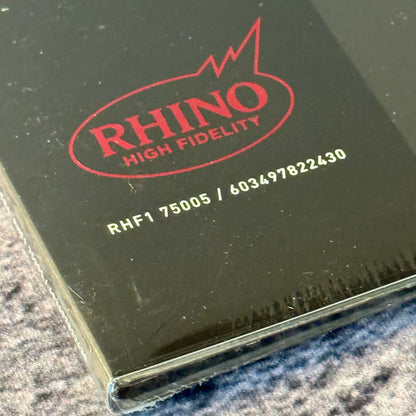 RHINO
HIGH FIDELITY
RHF1 75005 / 603497822430